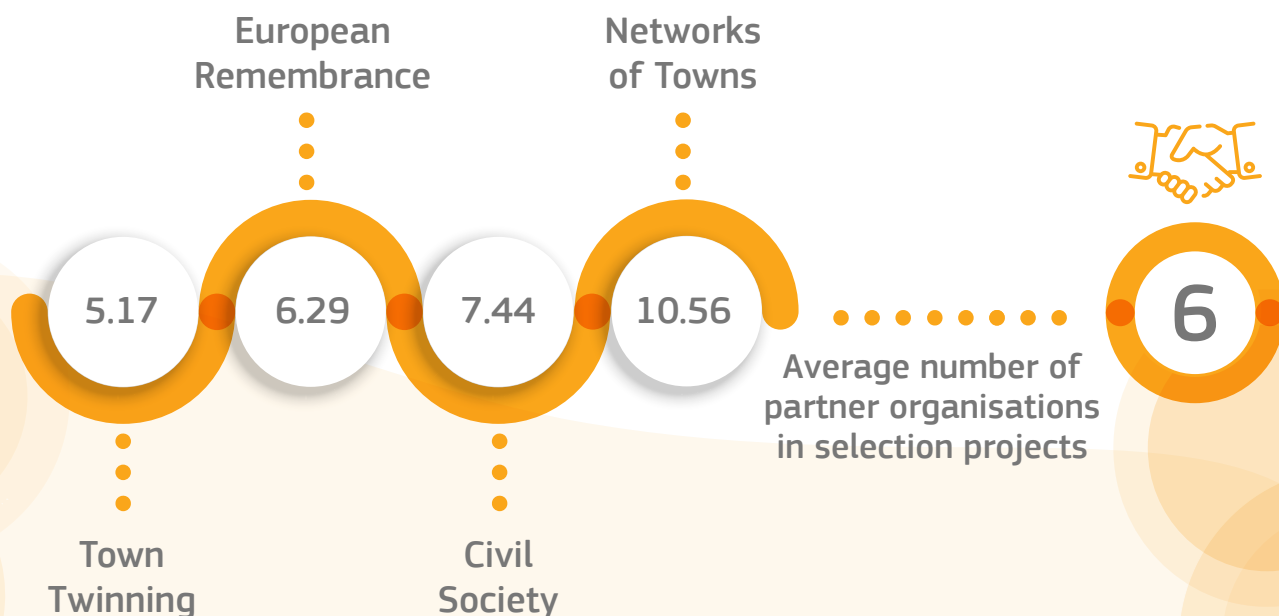 European
Remembrance
Networks
of Towns
5.17
6.29
7.44
10.56
6
Average number of
partner organisations
in selection projects
Town
Twinning
Civil
Society